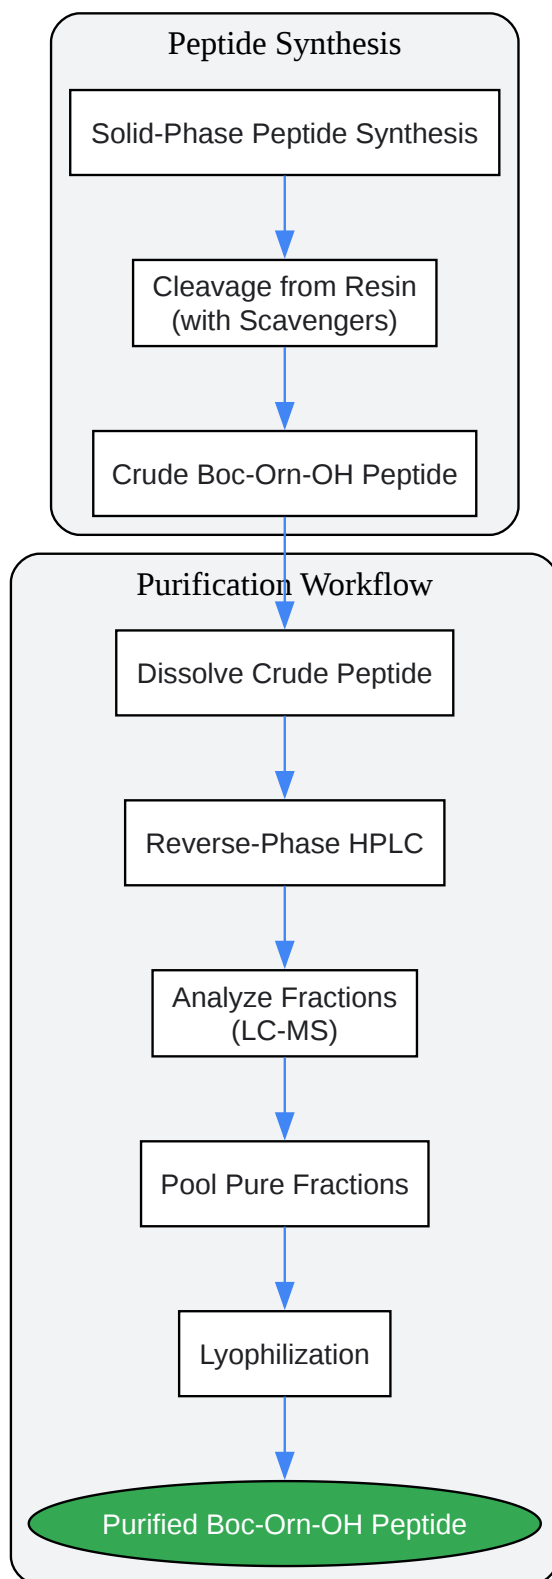 Peptide Synthesis
Solid-Phase Peptide Synthesis
Cleavage from Resin
(with Scavengers)
Crude Boc-Orn-OH Peptide
Purification Workflow
Dissolve Crude Peptide
Reverse-Phase HPLC
Analyze Fractions
(LC-MS)
Pool Pure Fractions
Lyophilization
Purified Boc-Orn-OH Peptide